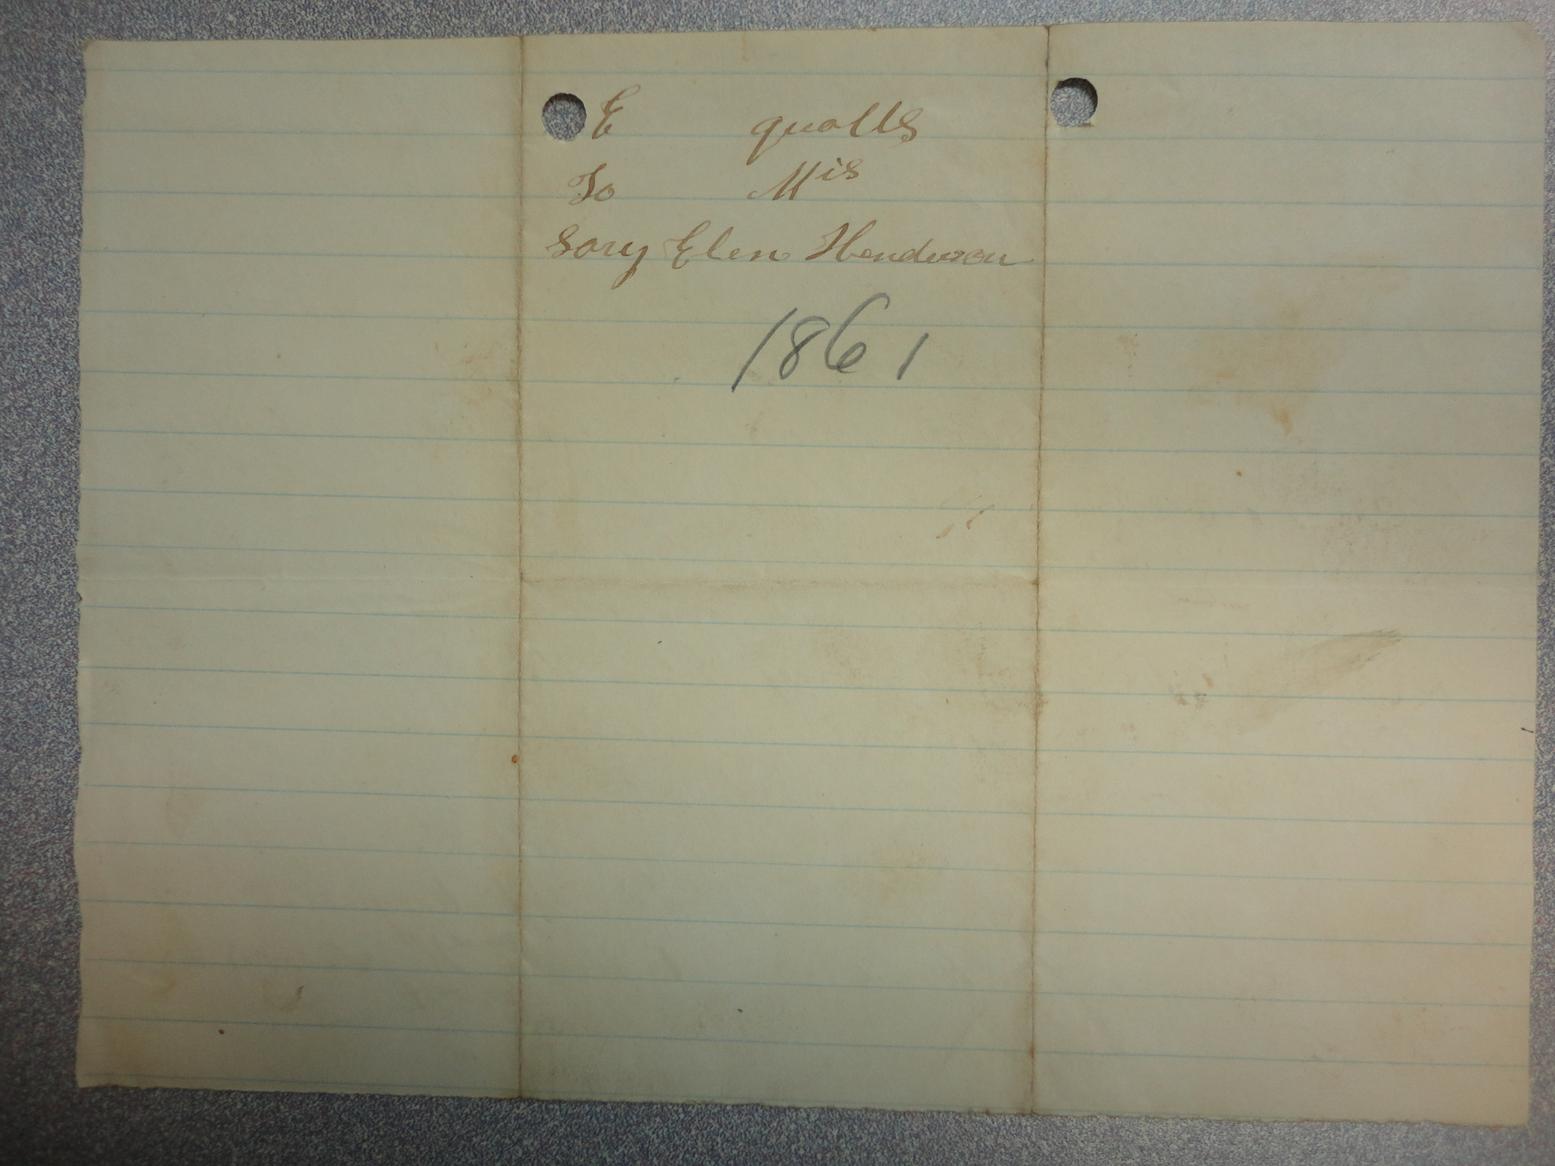 E qualls
To Mis
Sary Elen Henderson
1861